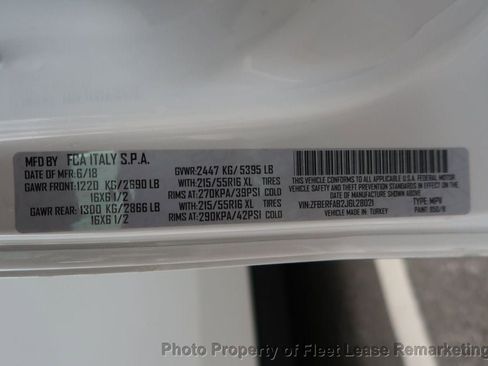 MFD BY FCA ITALY S.P.A.
DATE OF MFR: 6/18 GVWR:2447 KG/5395 LB
GAWR FRONT:1220 KG/2690 LB WITH:215/55R16 XL TIRES
16X6 1/2 RIMS AT:270KPA/39PSI COLD
GAWR REAR:1300 KG/2866 LB WITH:215/55R16 XL TIRES
16X6 1/2 RIMS AT:290KPA/42PSI COLD
THIS VEHICLE CONFORMS TO ALL APPLICABLE U.S.A. FEDERAL MOTOR
VEHICLE SAFETY STANDARDS IN EFFECT ON THE
DATE OF MANUFACTURE SHOWN ABOVE
VIN: TYPE: MPV
MADE IN: TURKEY PAINT:
Photo Property of Fleet Lease Remarketing